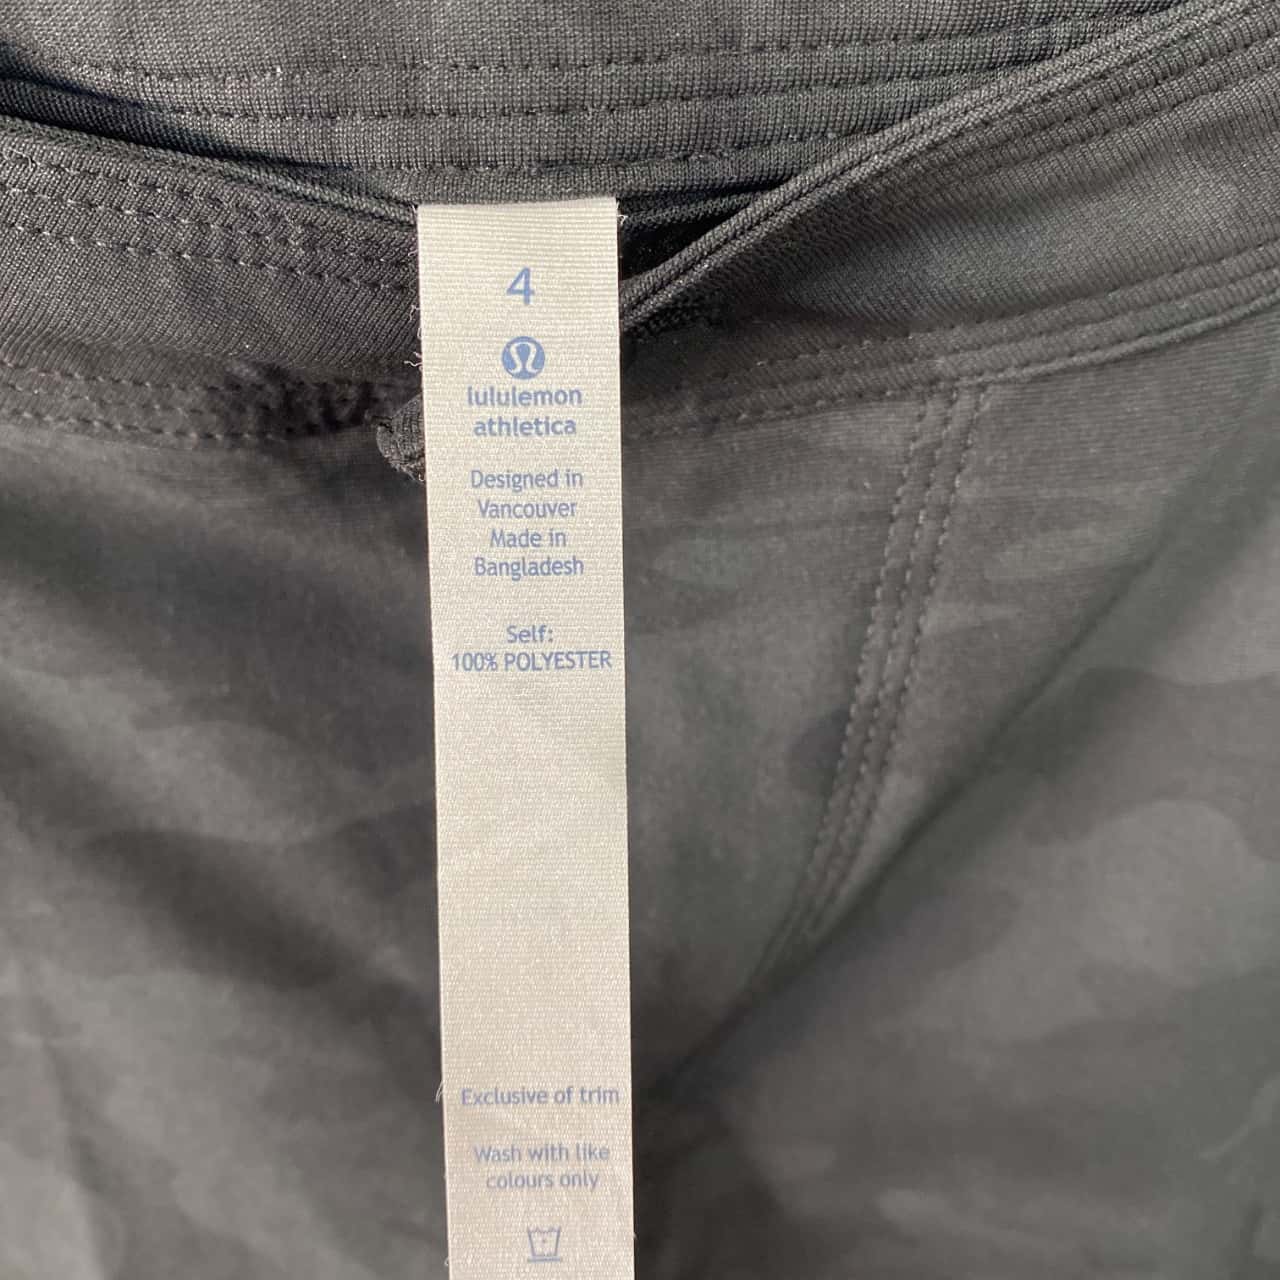 4
lululemon
athletica
Designed in
Vancouver
Made in
Bangladesh
Self:
100% POLYESTER
Exclusive of trim
Wash with like
colours only